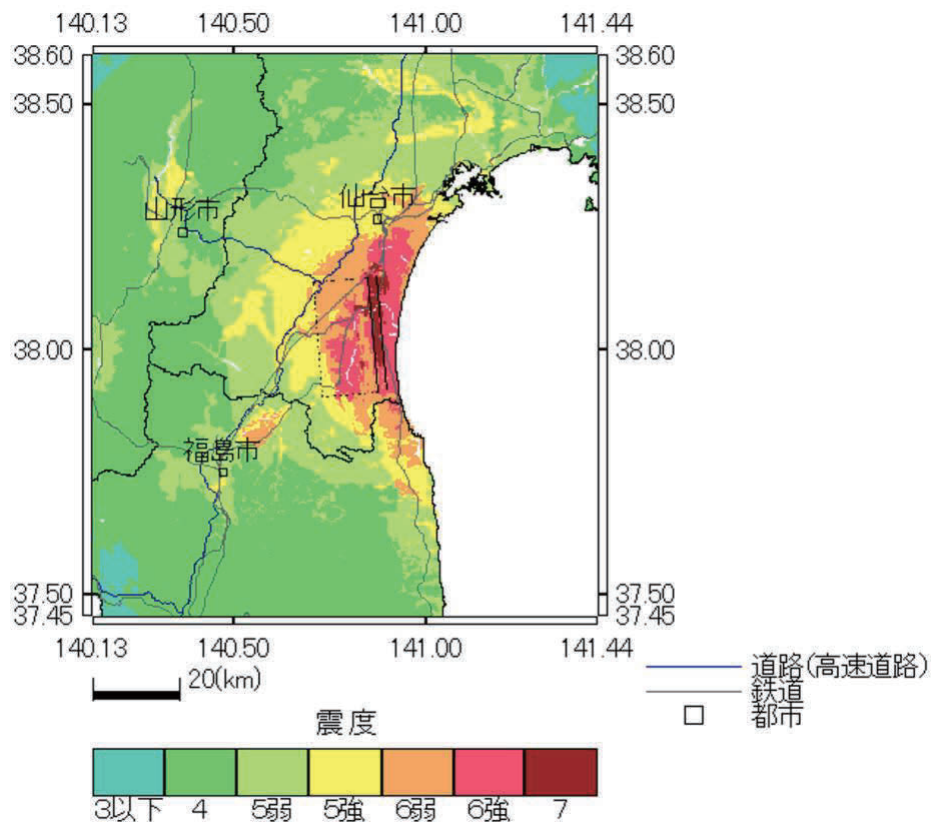 140.13 140.50 141.00 141.44
38.60 38.60
38.50 38.50
仙台市
山形市
38.00 38.00
福島市
37.50 37.50
37.45 37.45
140.13 140.50 141.00 141.44
20(km)
道路(高速道路)
鉄道
都市
震度
3以下 4 5弱 5強 6弱 6強 7